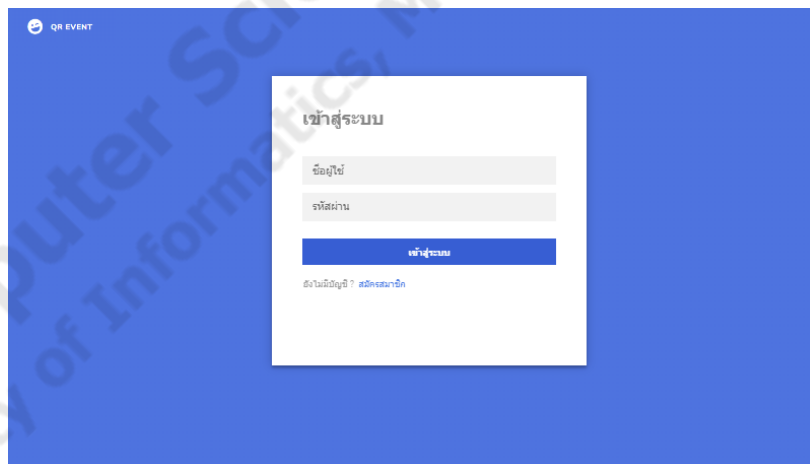 QR EVENT
เข้าสู่ระบบ
ชื่อผู้ใช้
รหัสผ่าน
เข้าสู่ระบบ
ยังไม่มีบัญชี ? สมัครสมาชิก